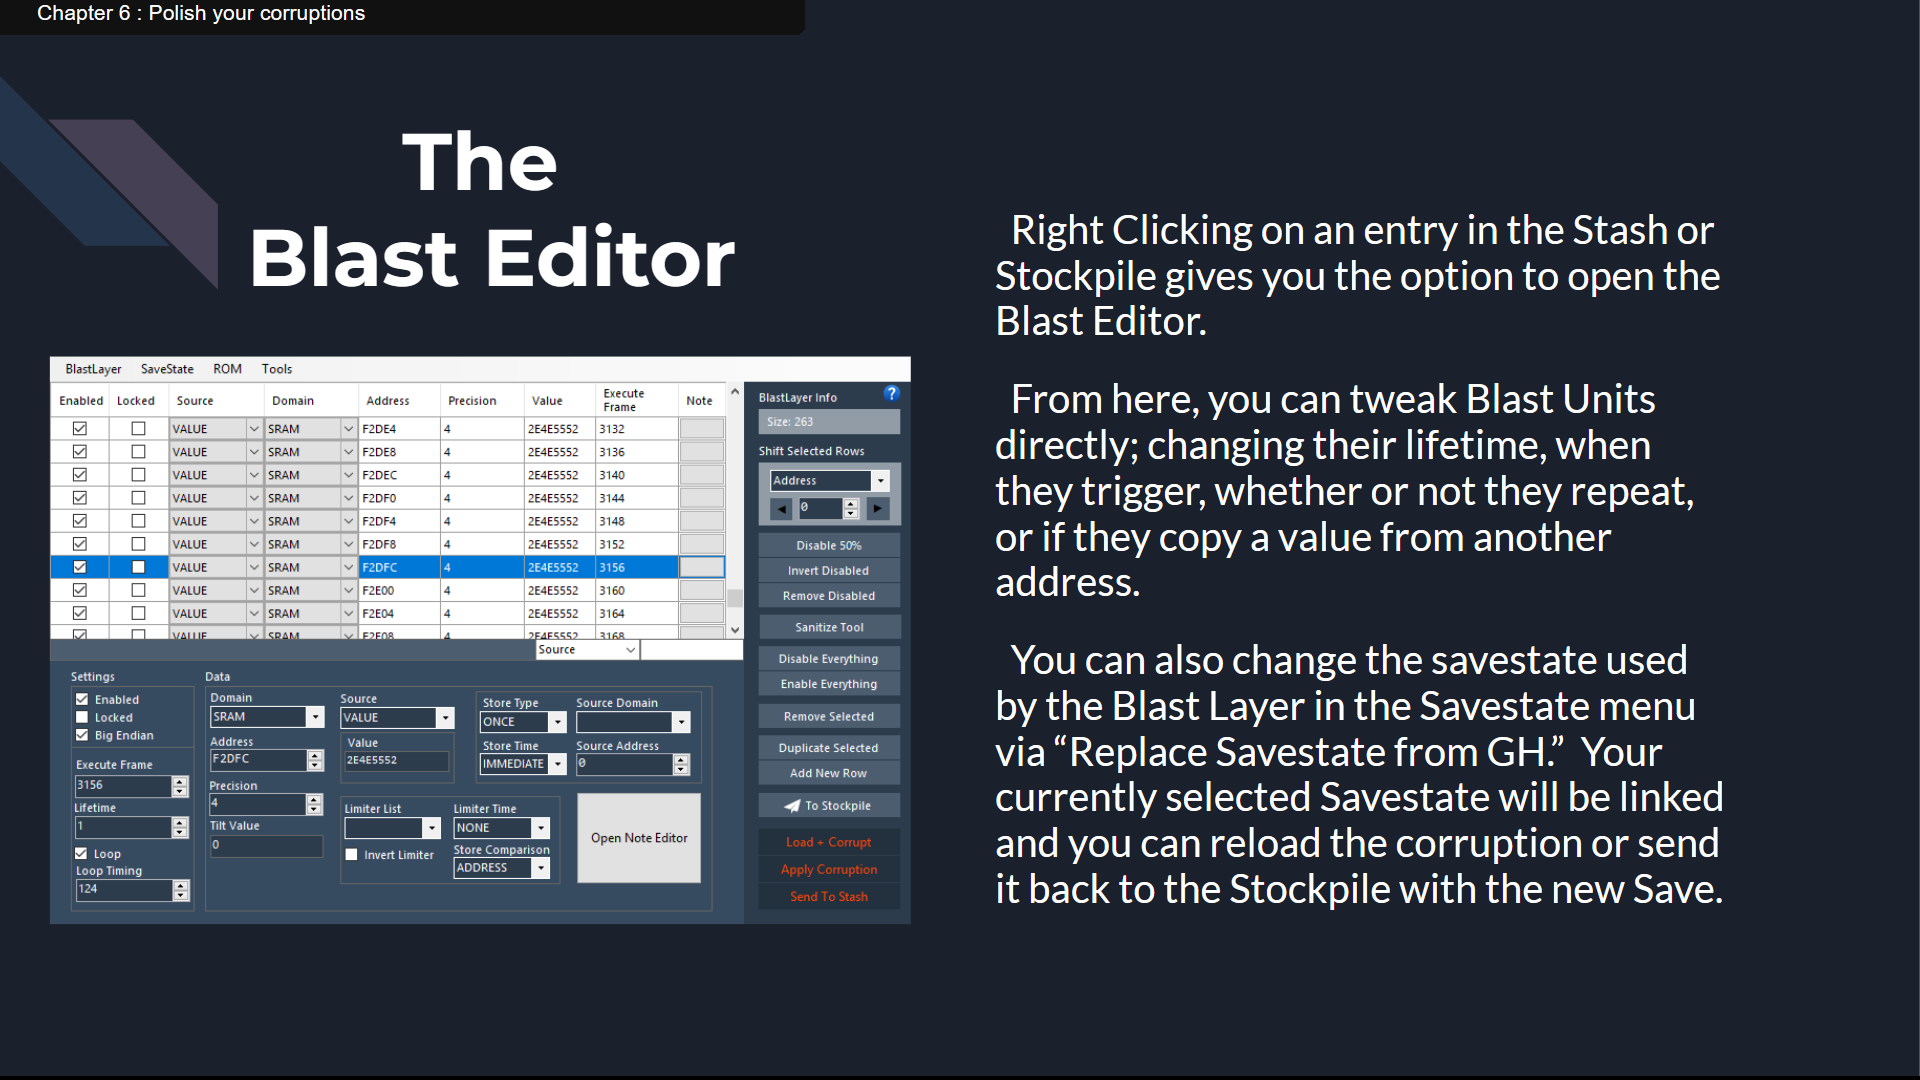 Chapter 6 : Polish your corruptions
The
Blast Editor
Right Clicking on an entry in the Stash or
Stockpile gives you the option to open the
Blast Editor.
From here, you can tweak Blast Units
directly; changing their lifetime, when
they trigger, whether or not they repeat,
or if they copy a value from another
address.
You can also change the savestate used
by the Blast Layer in the Savestate menu
via “Replace Savestate from GH.” Your
currently selected Savestate will be linked
and you can reload the corruption or send
it back to the Stockpile with the new Save.
BlastLayer SaveState ROM Tools
Enabled Locked Source Domain Address Precision Value Execute Frame Note
VALUE SRAM F2DE4 4 2E4E5552 3132
VALUE SRAM F2DE8 4 2E4E5552 3136
VALUE SRAM F2DEC 4 2E4E5552 3140
VALUE SRAM F2DF0 4 2E4E5552 3144
VALUE SRAM F2DF4 4 2E4E5552 3148
VALUE SRAM F2DF8 4 2E4E5552 3152
VALUE SRAM F2DFC 4 2E4E5552 3156
VALUE SRAM F2E00 4 2E4E5552 3160
VALUE SRAM F2E04 4 2E4E5552 3164
VALUE SRAM F2E08 4 2E4E5552 3168
Source
Settings
Enabled
Locked
Big Endian
Execute Frame
3156
Lifetime
1
Loop
Loop Timing
124
Data
Domain
SRAM
Address
F2DFC
Precision
4
Tilt Value
0
Source
VALUE
Value
2E4E5552
Store Type
ONCE
Source Domain
Store Time
IMMEDIATE
Source Address
0
Limiter List
Limiter Time
NONE
Invert Limiter
Store Comparison
ADDRESS
Open Note Editor
BlastLayer Info
?
Size: 263
Shift Selected Rows
Address
0
Disable 50%
Invert Disabled
Remove Disabled
Sanitize Tool
Disable Everything
Enable Everything
Remove Selected
Duplicate Selected
Add New Row
To Stockpile
Load + Corrupt
Apply Corruption
Send To Stash